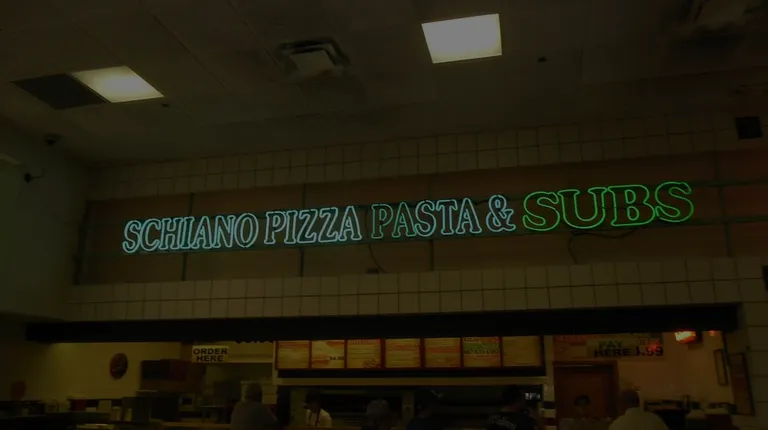 SCHIANO PIZZA PASTA & SUBS
ORDER
HERE
PAY
HERE